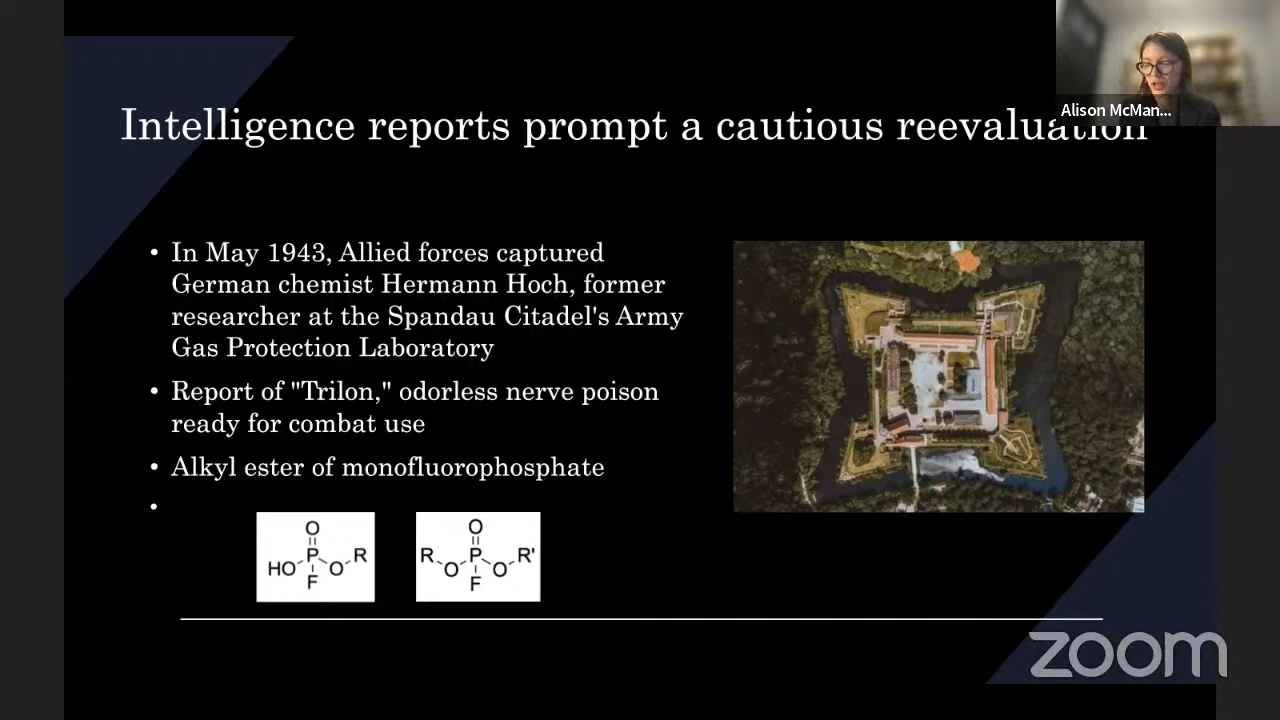 Alison McMan...
Intelligence reports prompt a cautious reevaluation
• In May 1943, Allied forces captured
German chemist Hermann Hoch, former
researcher at the Spandau Citadel's Army
Gas Protection Laboratory
• Report of "Trilon," odorless nerve poison
ready for combat use
• Alkyl ester of monofluorophosphate
•
O
HO P O R
F
O
R O P O R'
F
zoom